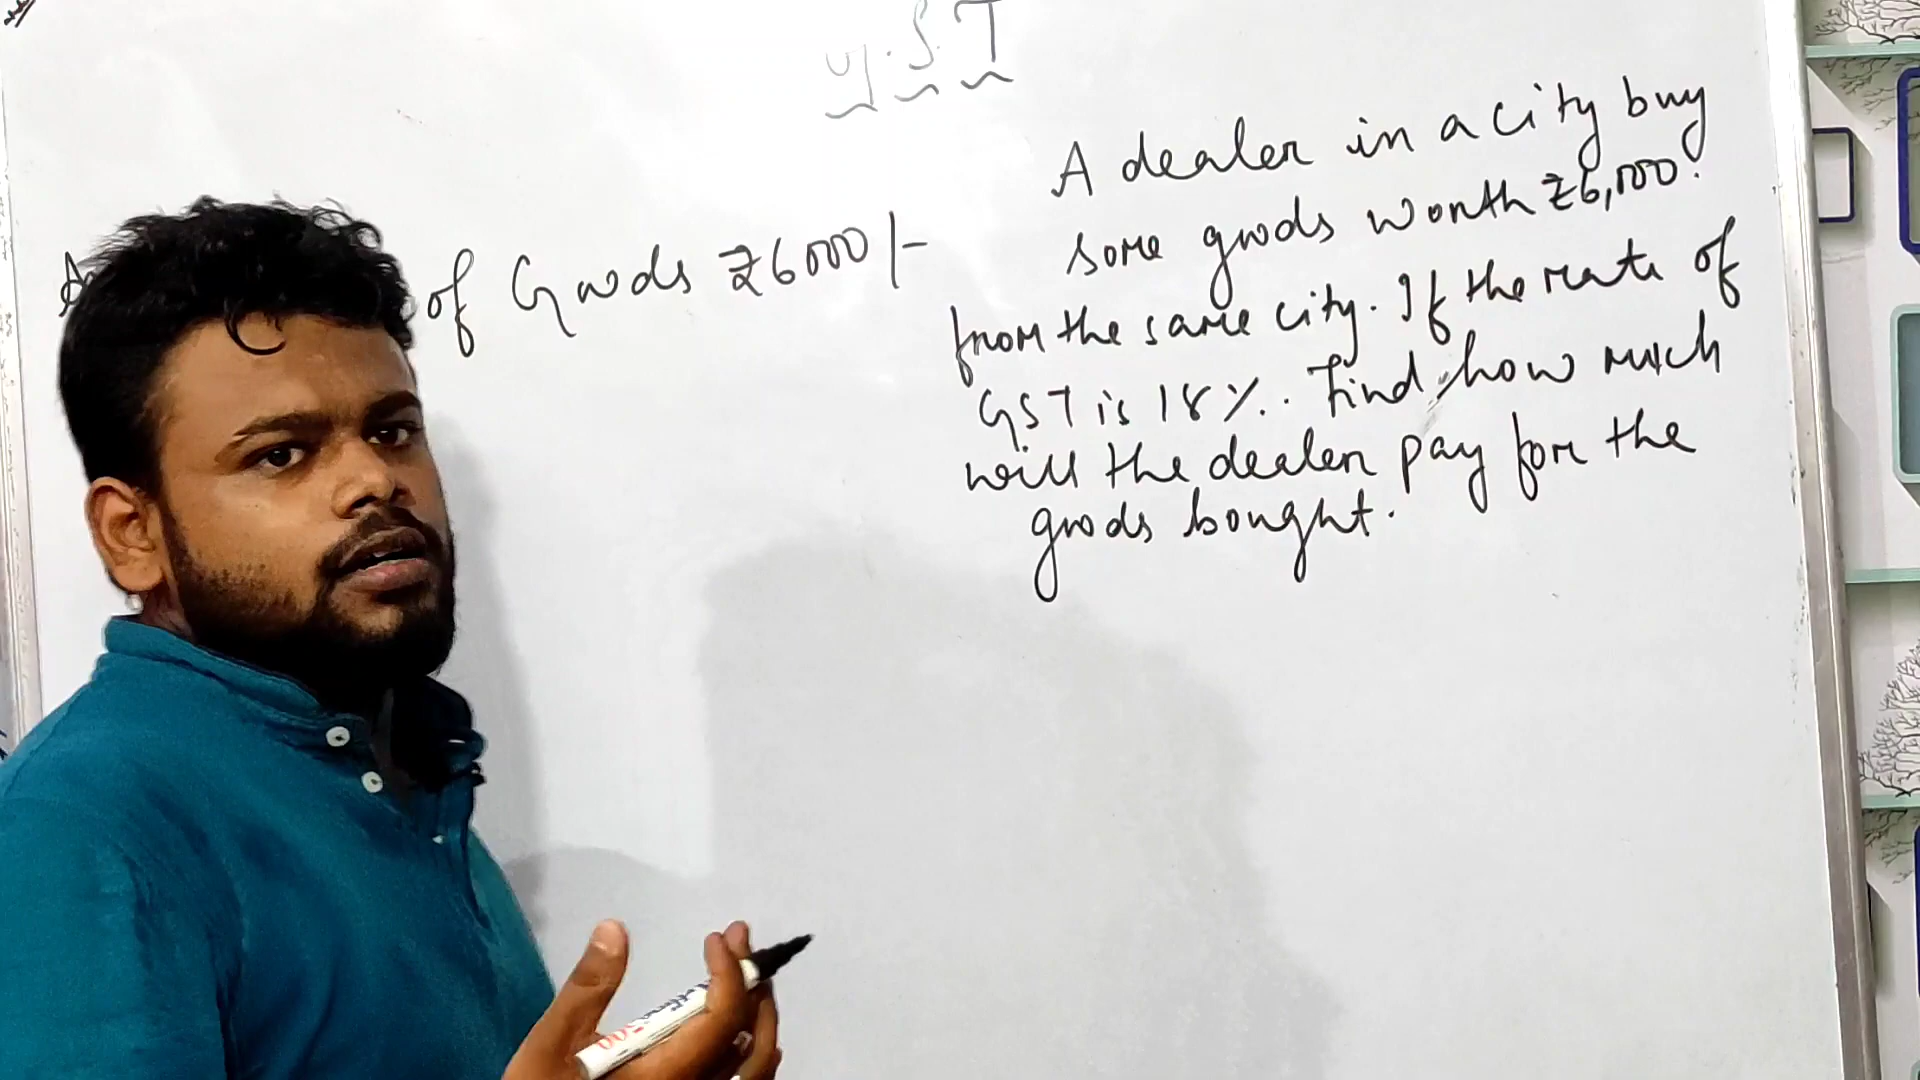 G.S.T
of Goods ₹6000/-
A dealer in a city buy
some goods worth ₹6,000.
from the same city. If the rate of
GST is 18%. Find how much
will the dealer pay for the
goods bought.
500